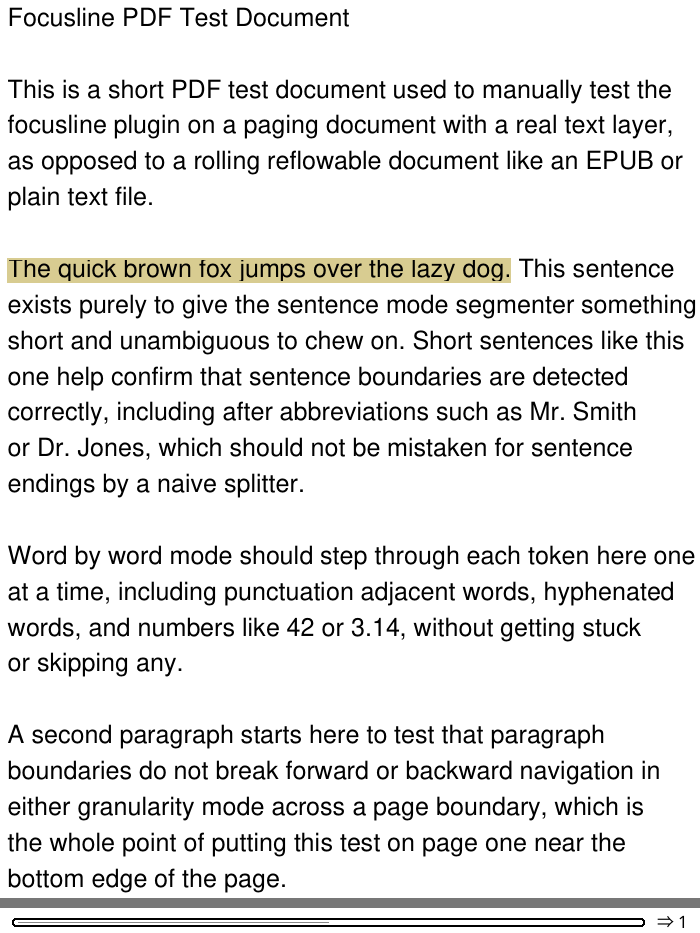 Focusline PDF Test Document
This is a short PDF test document used to manually test the
focusline plugin on a paging document with a real text layer,
as opposed to a rolling reflowable document like an EPUB or
plain text file.
The quick brown fox jumps over the lazy dog. This sentence
exists purely to give the sentence mode segmenter something
short and unambiguous to chew on. Short sentences like this
one help confirm that sentence boundaries are detected
correctly, including after abbreviations such as Mr. Smith
or Dr. Jones, which should not be mistaken for sentence
endings by a naive splitter.
Word by word mode should step through each token here one
at a time, including punctuation adjacent words, hyphenated
words, and numbers like 42 or 3.14, without getting stuck
or skipping any.
A second paragraph starts here to test that paragraph
boundaries do not break forward or backward navigation in
either granularity mode across a page boundary, which is
the whole point of putting this test on page one near the
bottom edge of the page.
⇒ 1